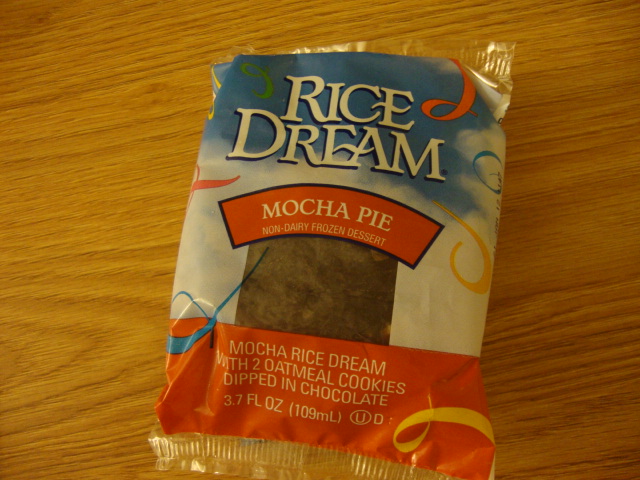 RICE
DREAM
MOCHA PIE
NON-DAIRY FROZEN DESSERT
MOCHA RICE DREAM
WITH 2 OATMEAL COOKIES
DIPPED IN CHOCOLATE
3.7 FL OZ (109mL) U D